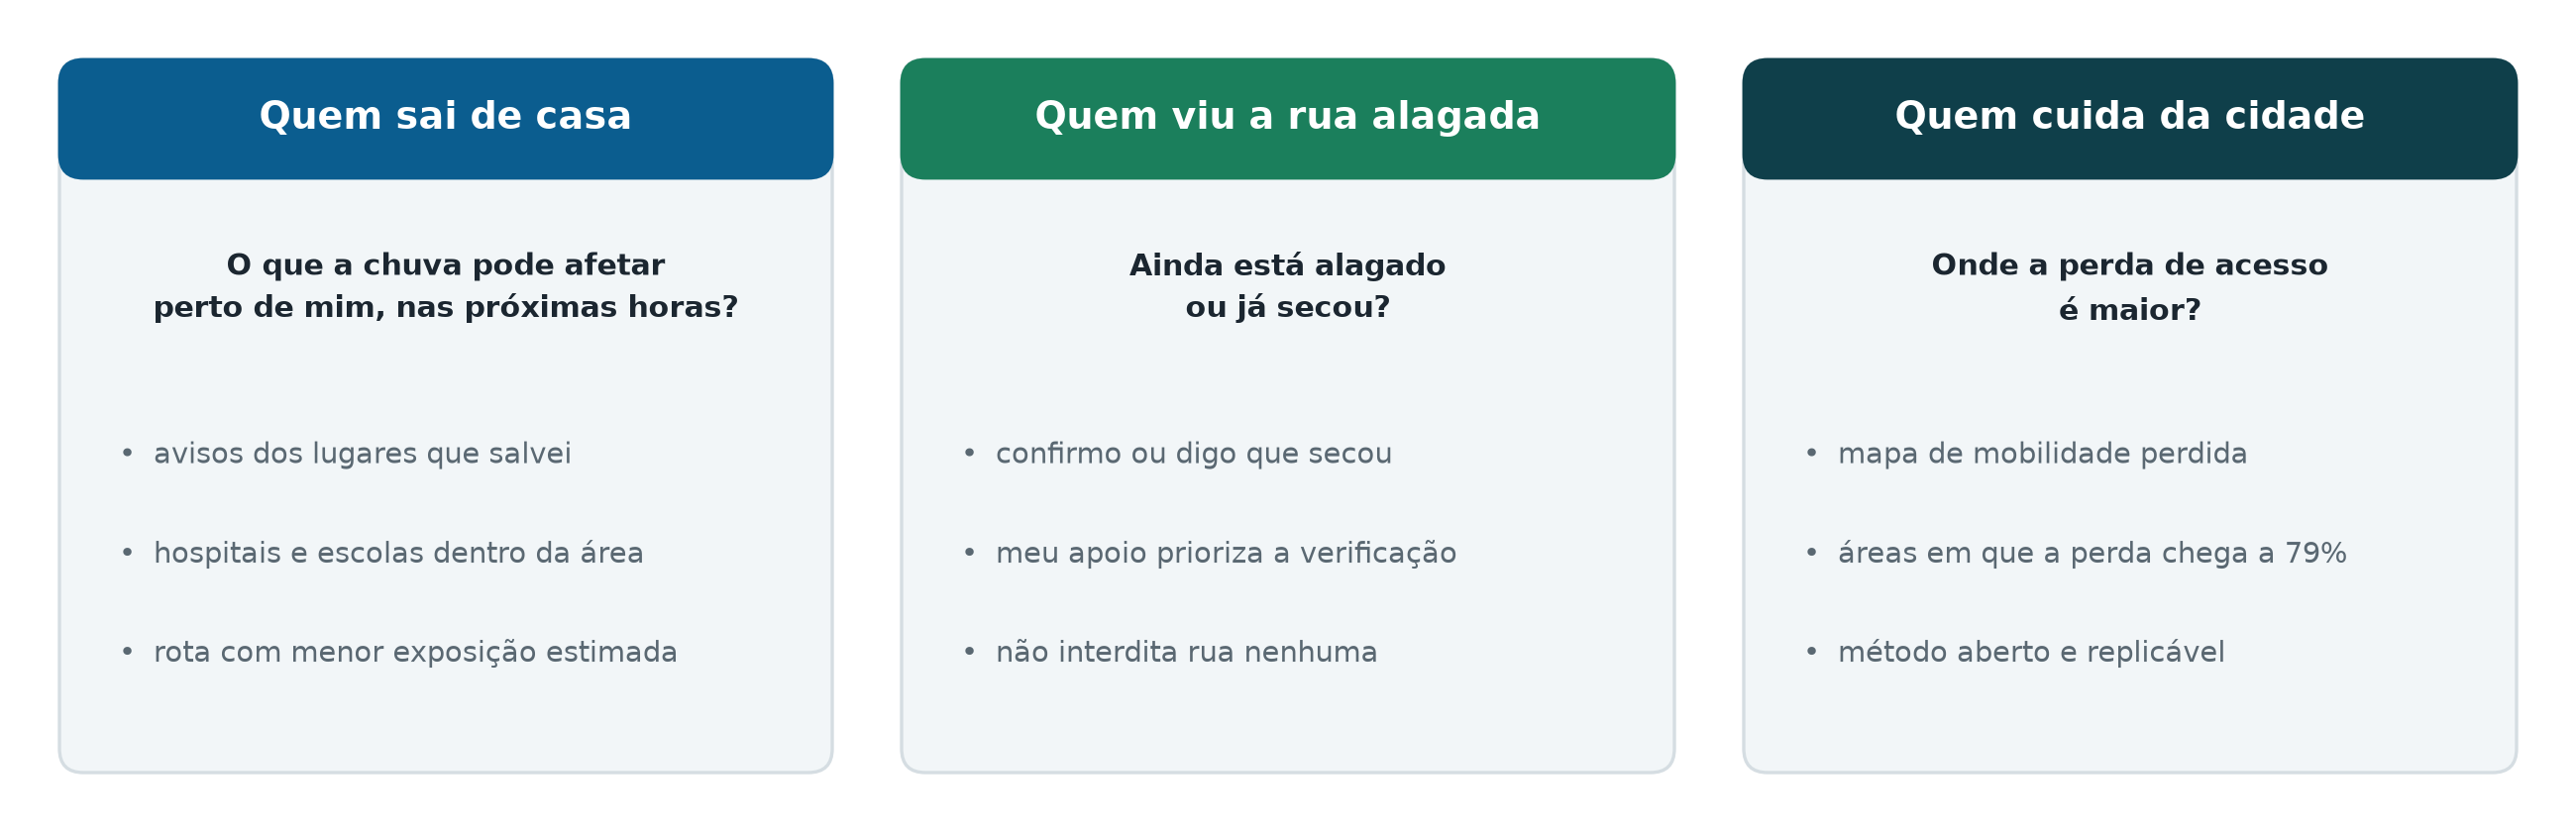 Quem sai de casa
O que a chuva pode afetar
perto de mim, nas próximas horas?
• avisos dos lugares que salvei
• hospitais e escolas dentro da área
• rota com menor exposição estimada
Quem viu a rua alagada
Ainda está alagado
ou já secou?
• confirmo ou digo que secou
• meu apoio prioriza a verificação
• não interdita rua nenhuma
Quem cuida da cidade
Onde a perda de acesso
é maior?
• mapa de mobilidade perdida
• áreas em que a perda chega a 79%
• método aberto e replicável